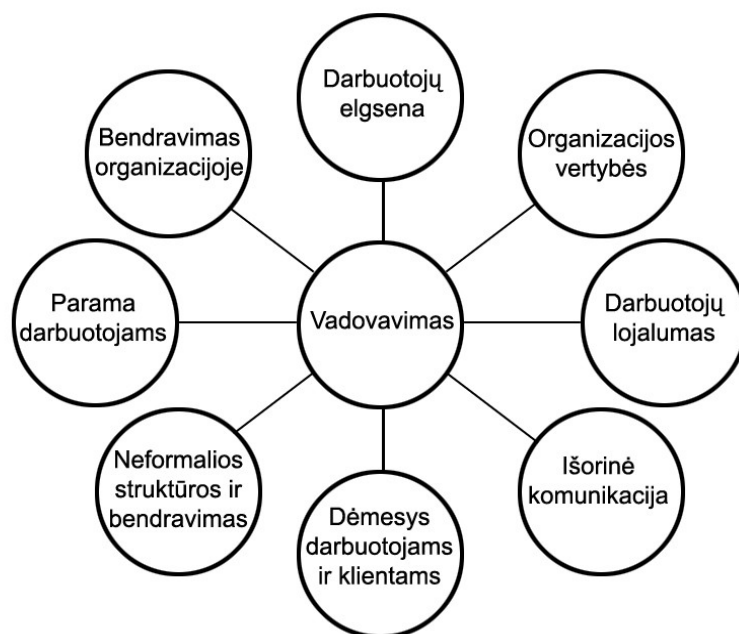 Darbuotojų
elgsena
Bendravimas
organizacijoje
Organizacijos
vertybės
Parama
darbuotojams
Vadovavimas
Darbuotojų
lojalumas
Neformalios
struktūros ir
bendravimas
Išorinė
komunikacija
Dėmesys
darbuotojams
ir klientams